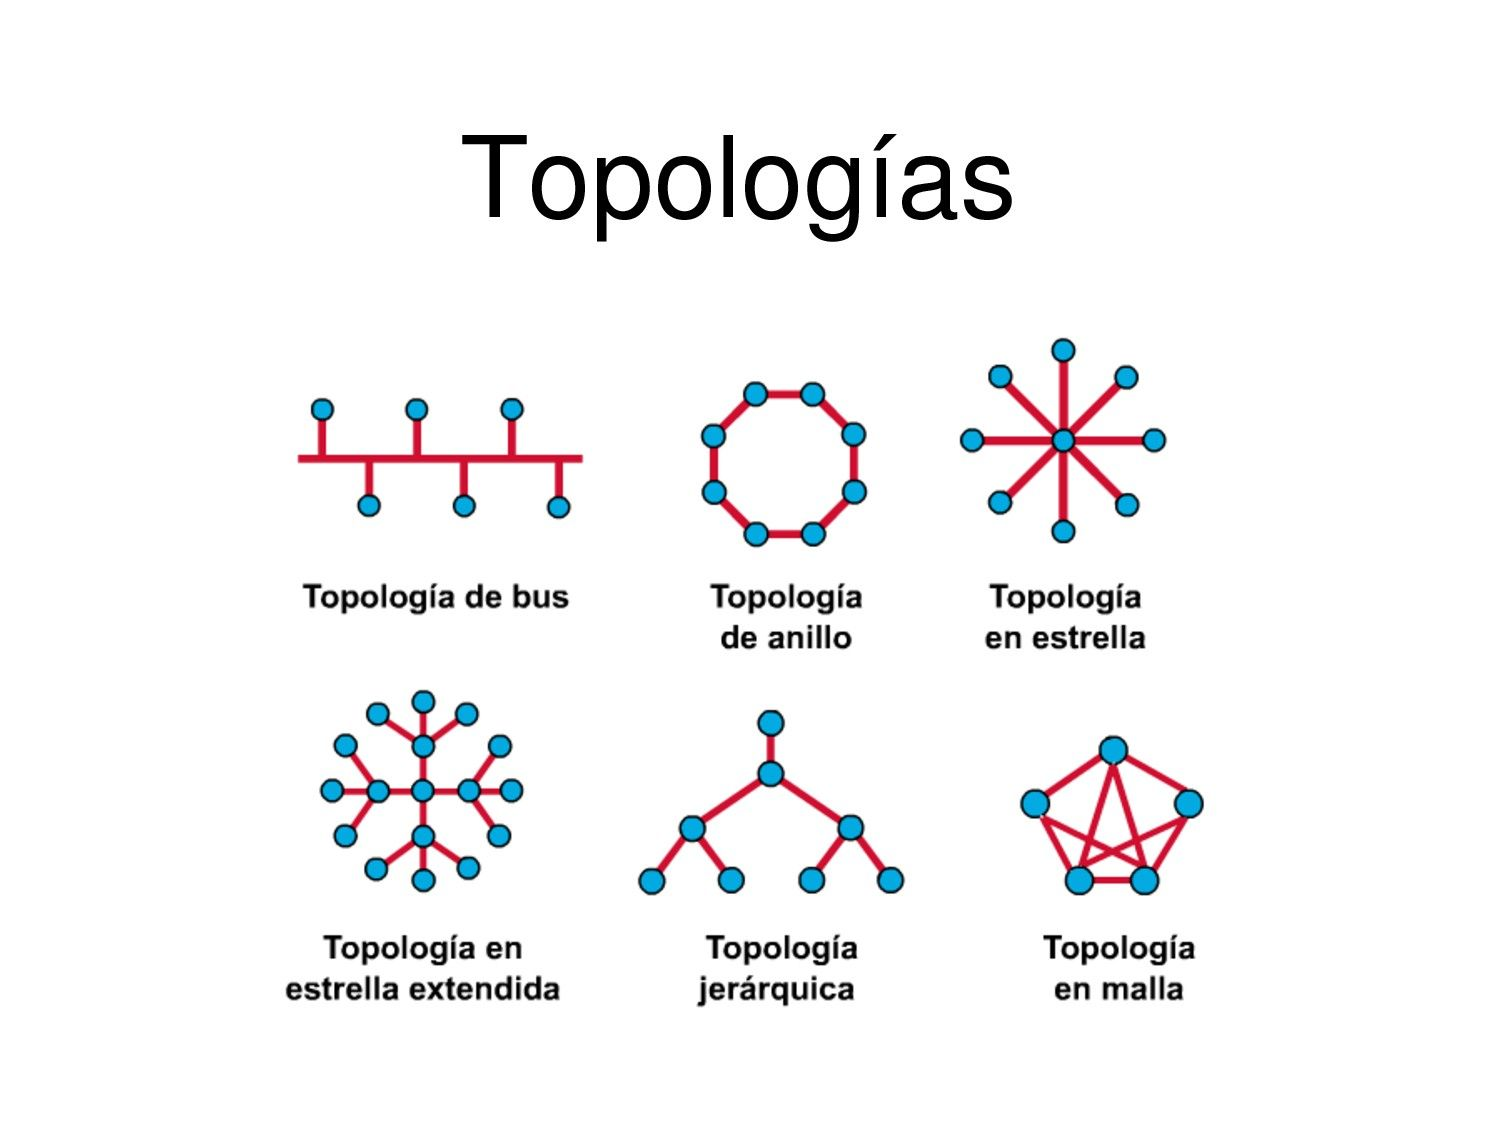 Topologías
Topología de bus
Topología
de anillo
Topología
en estrella
Topología en
estrella extendida
Topología
jerárquica
Topología
en malla